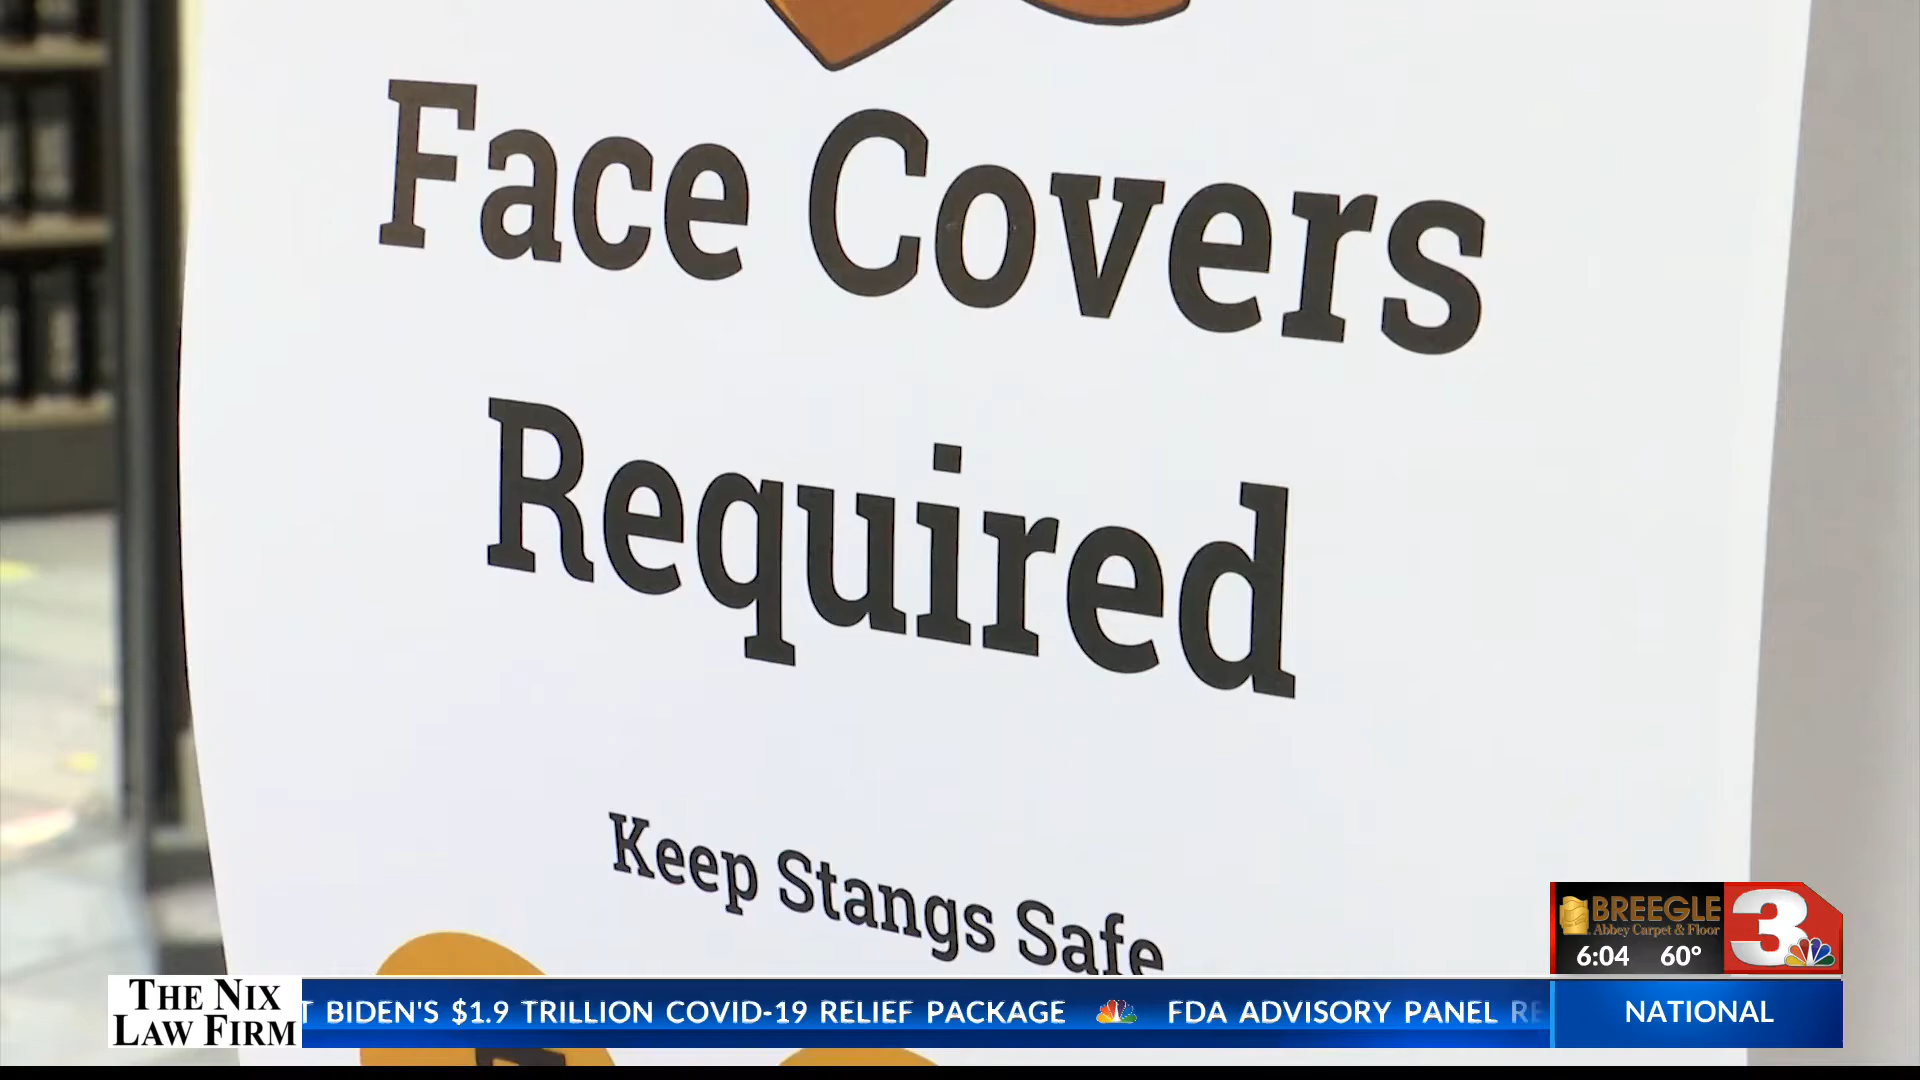 Face Covers
Required
Keep Stangs Safe
BREEGLE
Abbey Carpet & Floor
3
6:04 60°
THE NIX
LAW FIRM
BIDEN'S $1.9 TRILLION COVID-19 RELIEF PACKAGE FDA ADVISORY PANEL
NATIONAL